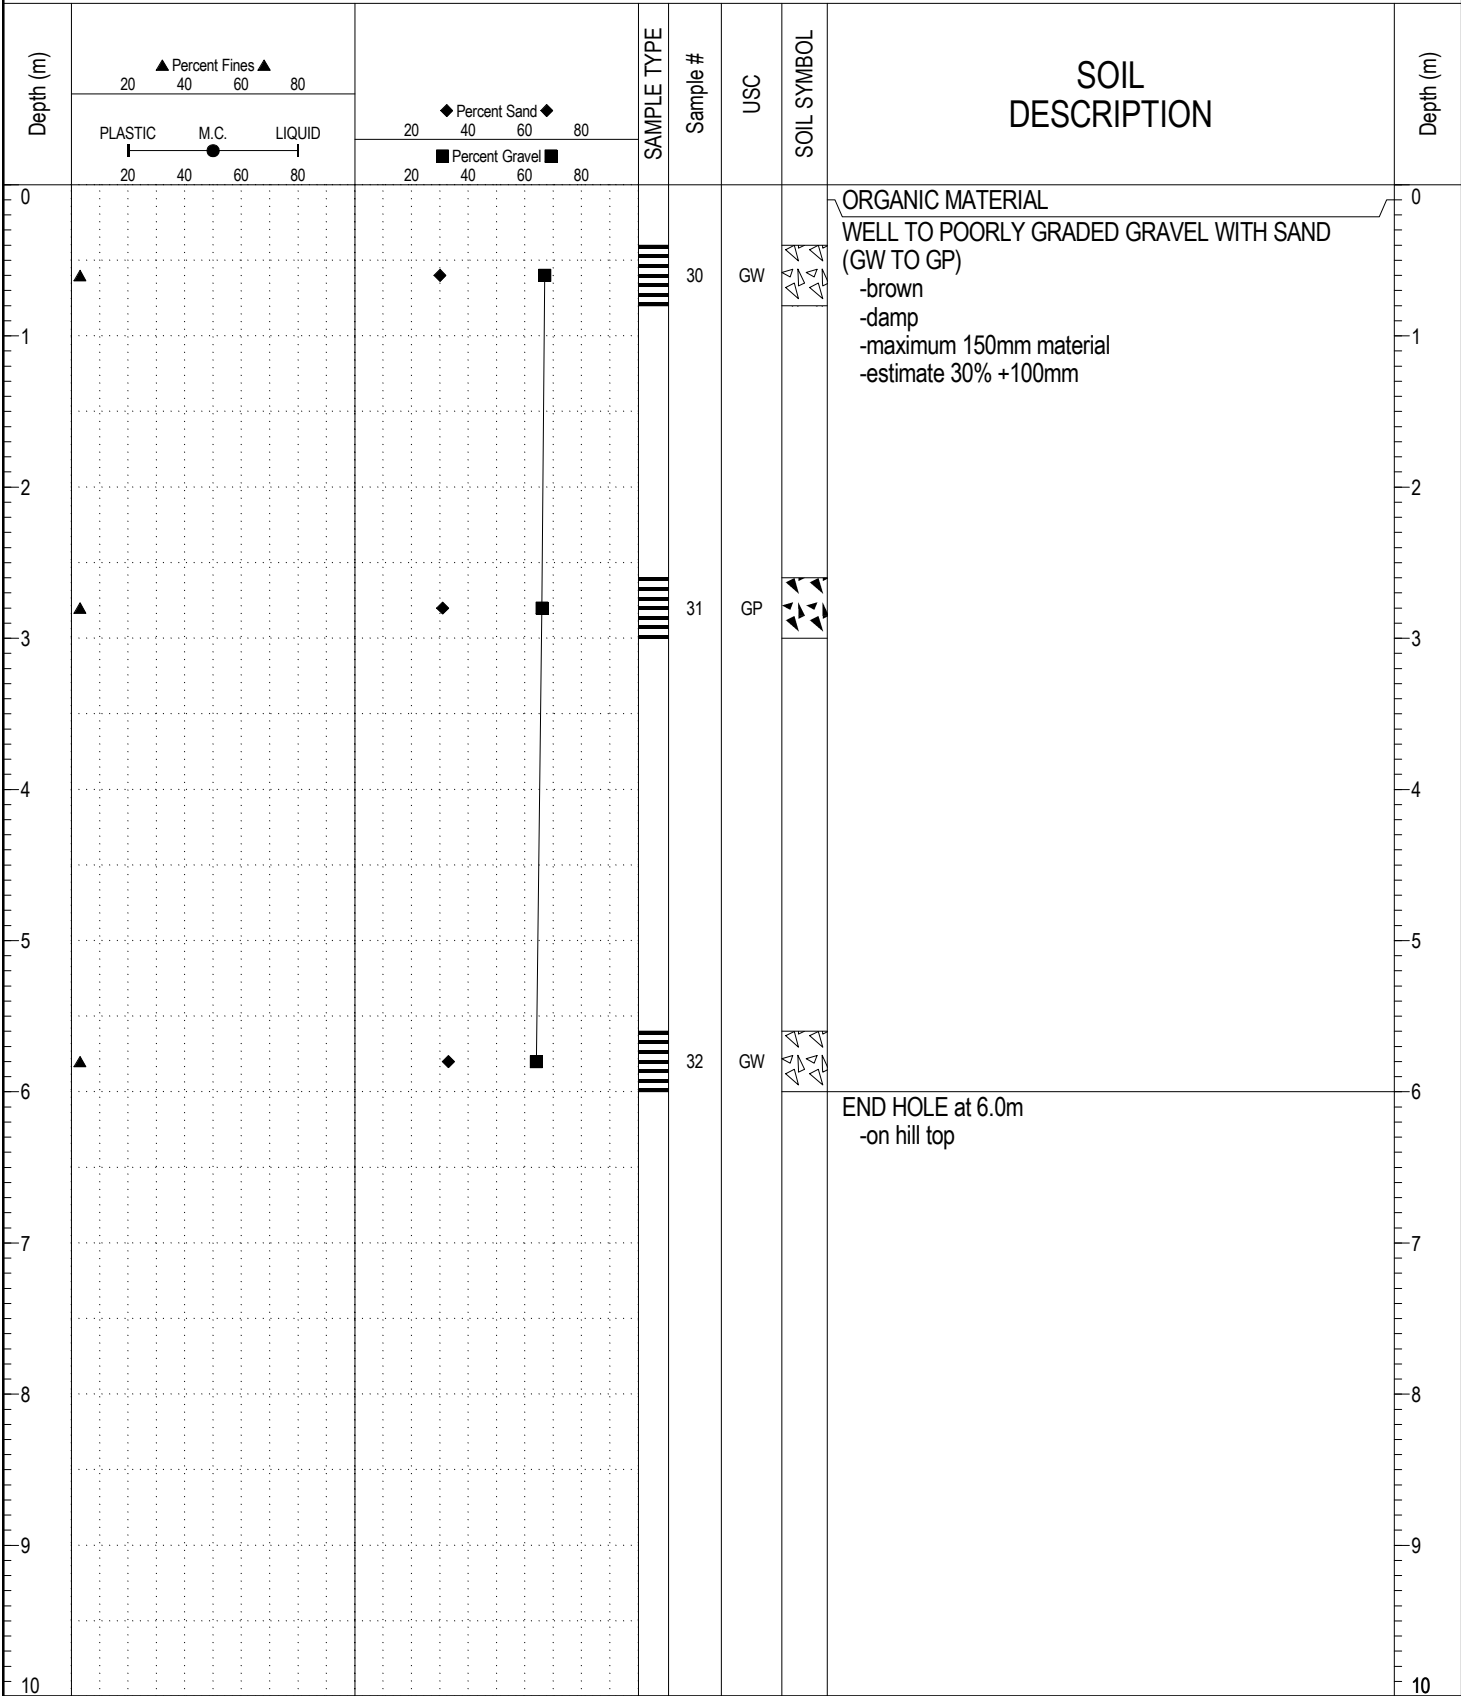 Depth (m)
▲ Percent Fines ▲
20 40 60 80
PLASTIC M.C. LIQUID
20 40 60 80
◆ Percent Sand ◆
20 40 60 80
■ Percent Gravel ■
20 40 60 80
SAMPLE TYPE
Sample #
USC
SOIL SYMBOL
SOIL
DESCRIPTION
Depth (m)
0 ORGANIC MATERIAL 0
WELL TO POORLY GRADED GRAVEL WITH SAND
(GW TO GP)
30 GW
-brown
-damp
1 -maximum 150mm material 1
-estimate 30% +100mm
2 2
31 GP
3 3
4 4
5 5
32 GW
6 6
END HOLE at 6.0m
-on hill top
7 7
8 8
9 9
10 10